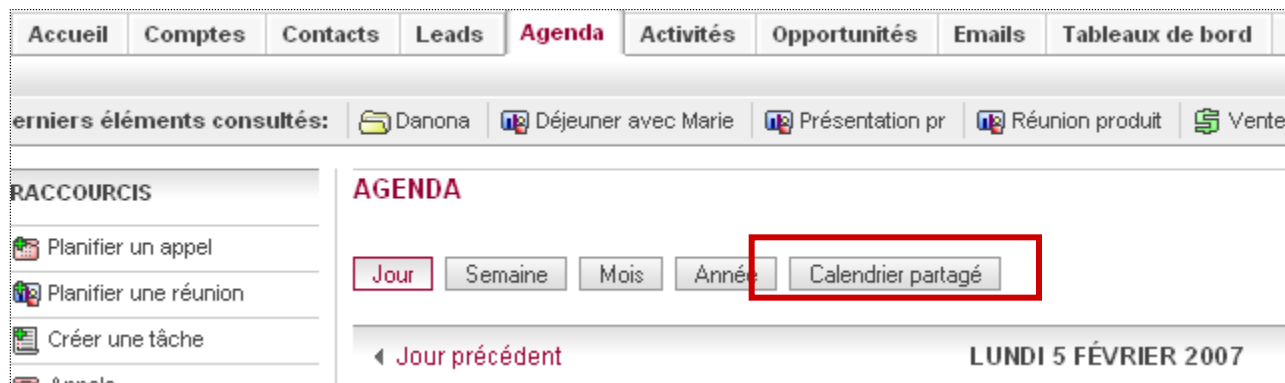 Accueil Comptes Contacts Leads Agenda Activités Opportunités Emails Tableaux de bord
erniers éléments consultés: Danona Déjeuner avec Marie Présentation pr Réunion produit Vente
RACCOURCIS
AGENDA
Planifier un appel
Jour Semaine Mois Année Calendrier partagé
Planifier une réunion
Créer une tâche
Jour précédent LUNDI 5 FÉVRIER 2007